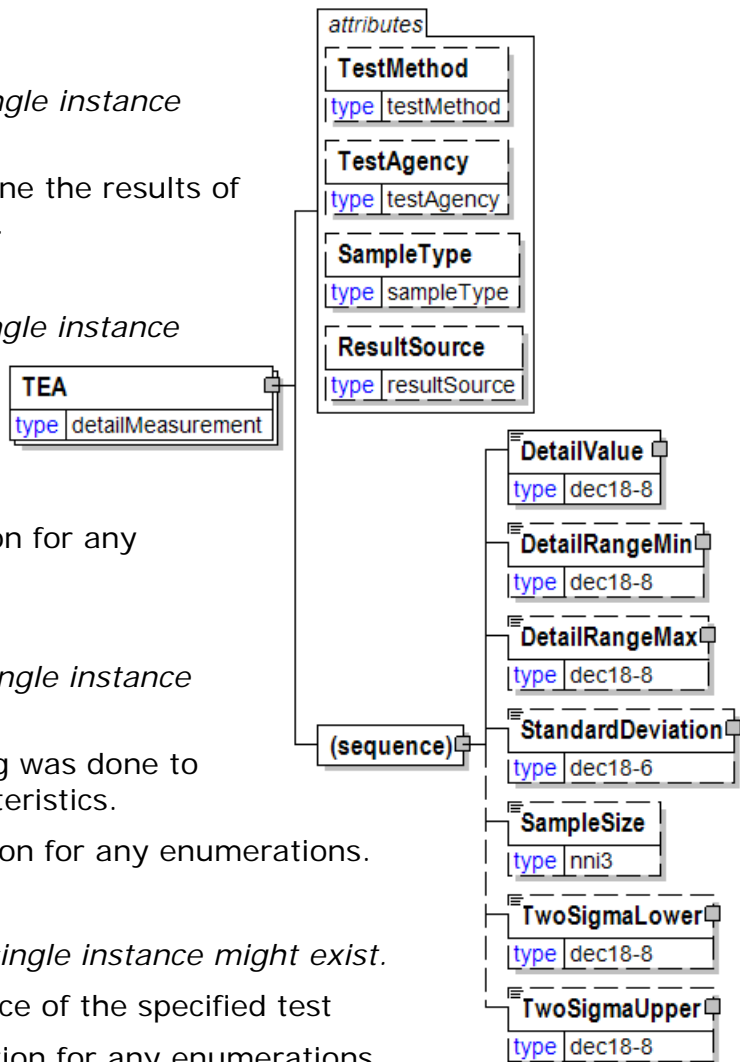 ngle instance
ne the results of
.
ngle instance
on for any
ngle instance
g was done to
teristics.
on for any enumerations.
single instance might exist.
ce of the specified test
tion for any enumerations
TEA
type detailMeasurement
attributes
TestMethod
type testMethod
TestAgency
type testAgency
SampleType
type sampleType
ResultSource
type resultSource
(sequence)
DetailValue
type dec18-8
DetailRangeMin
type dec18-8
DetailRangeMax
type dec18-8
StandardDeviation
type dec18-6
SampleSize
type nni3
TwoSigmaLower
type dec18-8
TwoSigmaUpper
type dec18-8